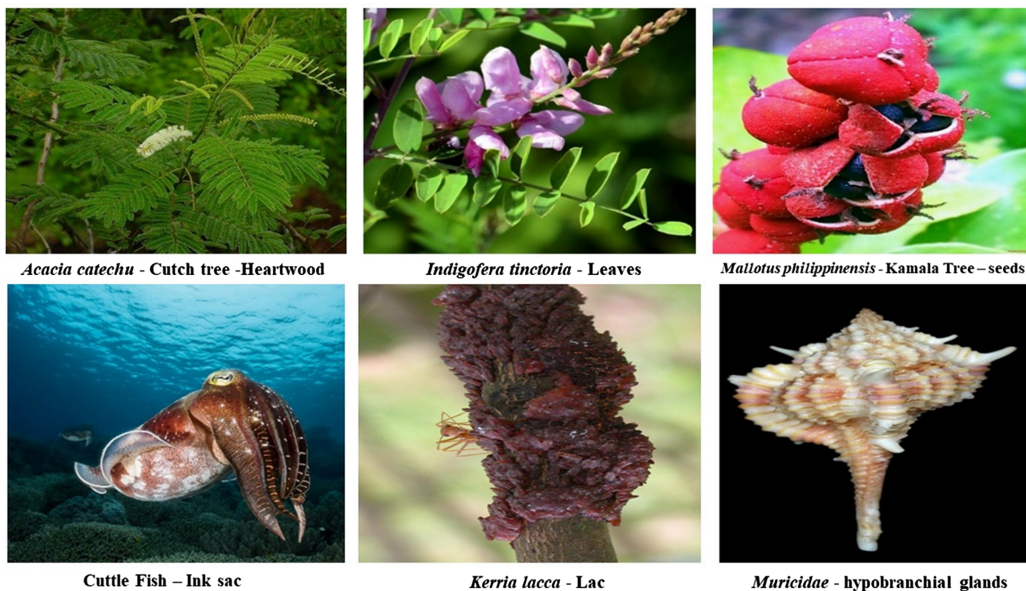 Acacia catechu - Cutch tree -Heartwood
Indigofera tinctoria - Leaves
Mallotus philippinensis - Kamala Tree – seeds
Cuttle Fish – Ink sac
Kerria lacca - Lac
Muricidae - hypobranchial glands